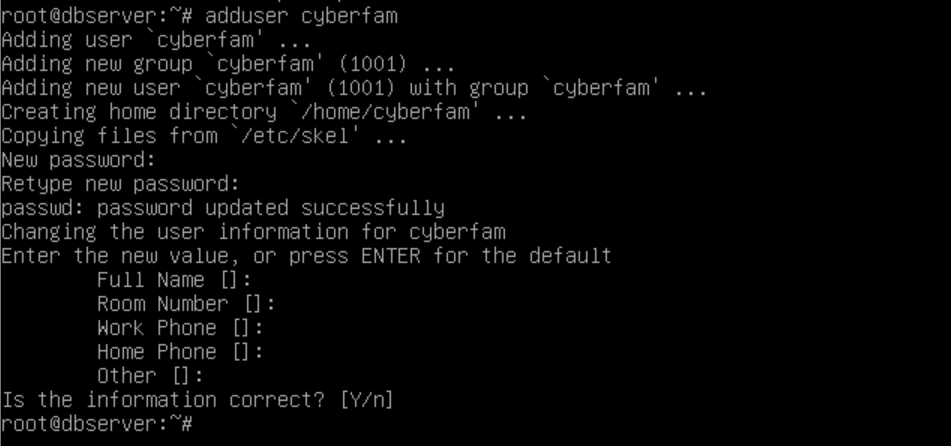 root@dbserver:~# adduser cyberfam
Adding user `cyberfam' ...
Adding new group `cyberfam' (1001) ...
Adding new user `cyberfam' (1001) with group `cyberfam' ...
Creating home directory `/home/cyberfam' ...
Copying files from `/etc/skel' ...
New password:
Retype new password:
passwd: password updated successfully
Changing the user information for cyberfam
Enter the new value, or press ENTER for the default
Full Name []:
Room Number []:
Work Phone []:
Home Phone []:
Other []:
Is the information correct? [Y/n]
root@dbserver:~#